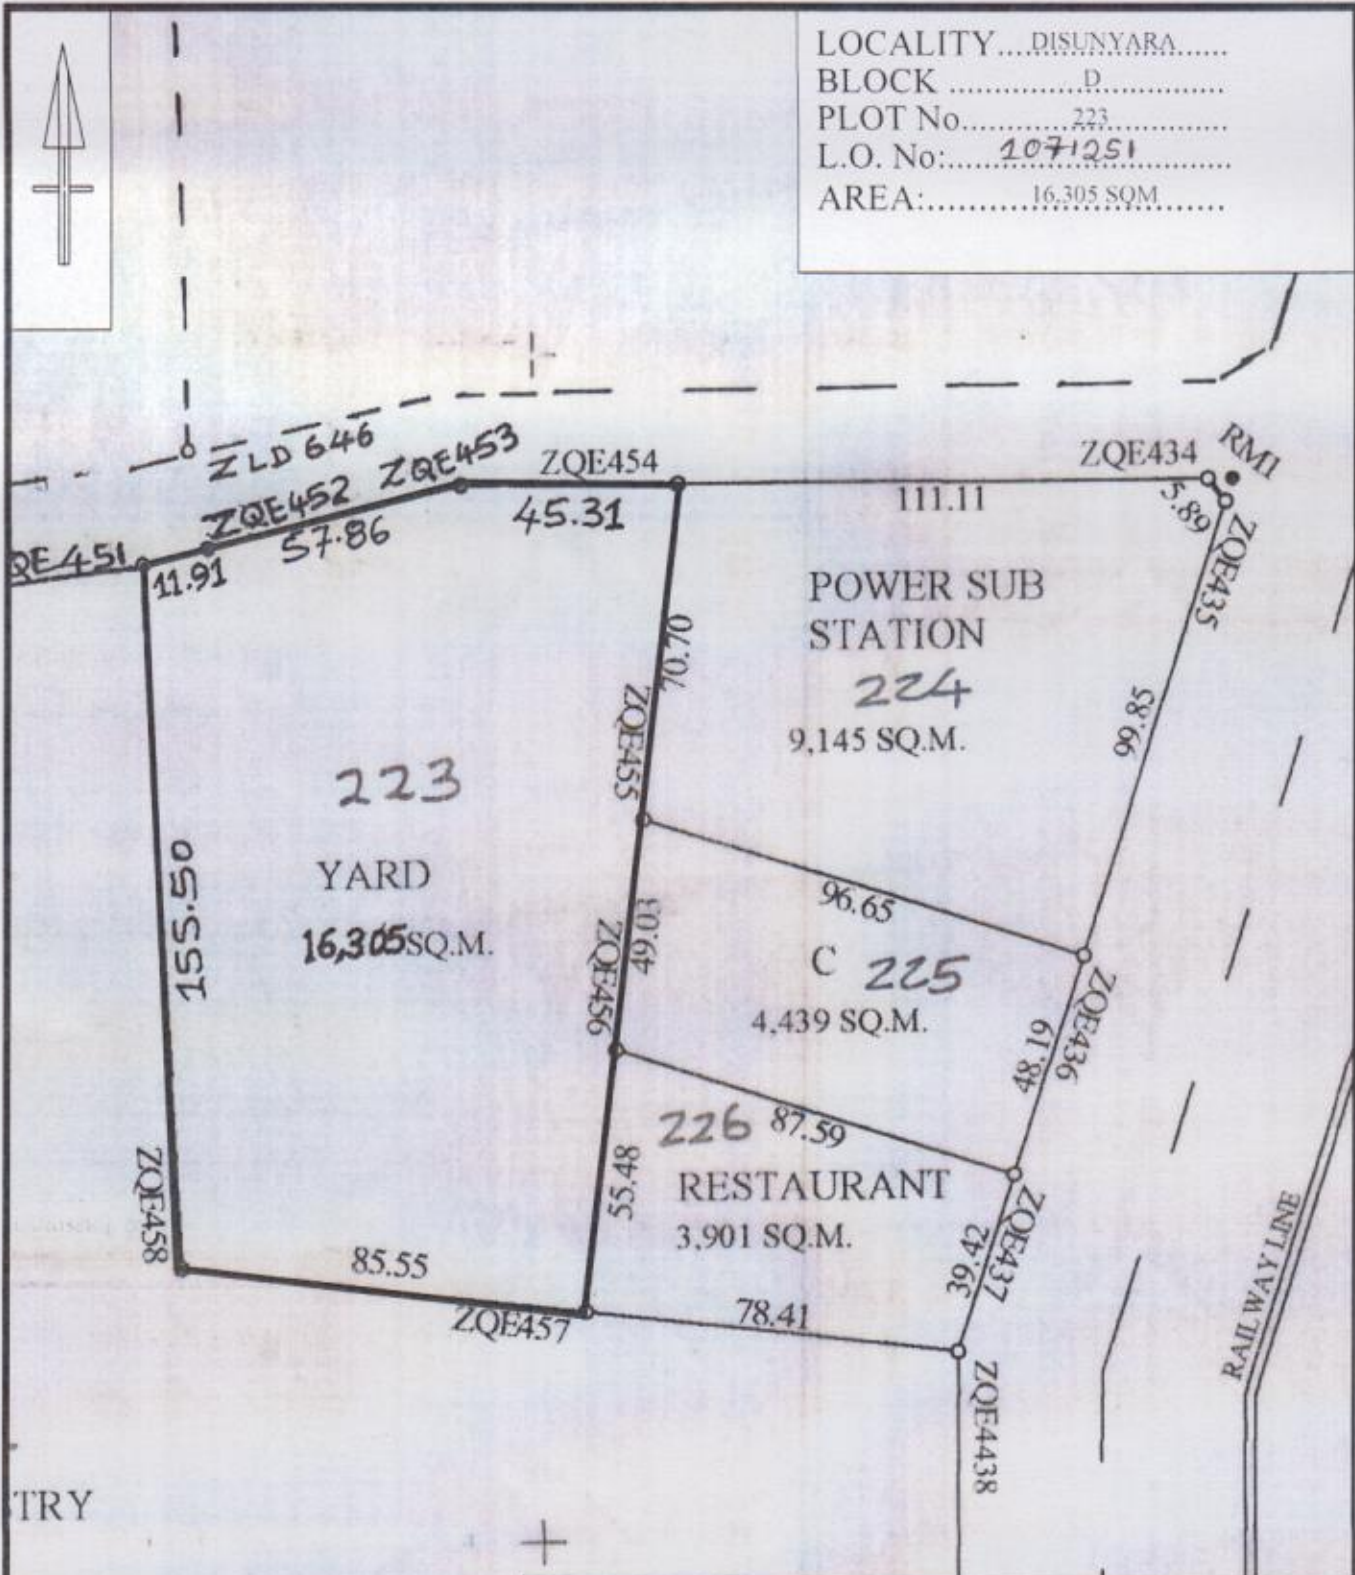 LOCALITY....DISUNYARA......
BLOCK ................D................
PLOT No..............223..............
L.O. No:..... 1071251 ..........
AREA:............16,305 SQM.........
ZLD 646
ZQE453
ZQE454
ZQE434
RM1
ZQE452
57.86
45.31
111.11
5.89
QE 451
11.91
ZQE435
POWER SUB
STATION
224
9,145 SQ.M.
70.70
ZQE455
99.85
223
YARD
16,305SQ.M.
155.50
96.65
49.03
ZQE456
C 225
4,439 SQ.M.
ZQE436
48.19
226
87.59
RESTAURANT
3,901 SQ.M.
55.48
ZQE437
39.42
ZQE458
85.55
ZQE457
78.41
RAILWAY LINE
ZQE4438
TRY